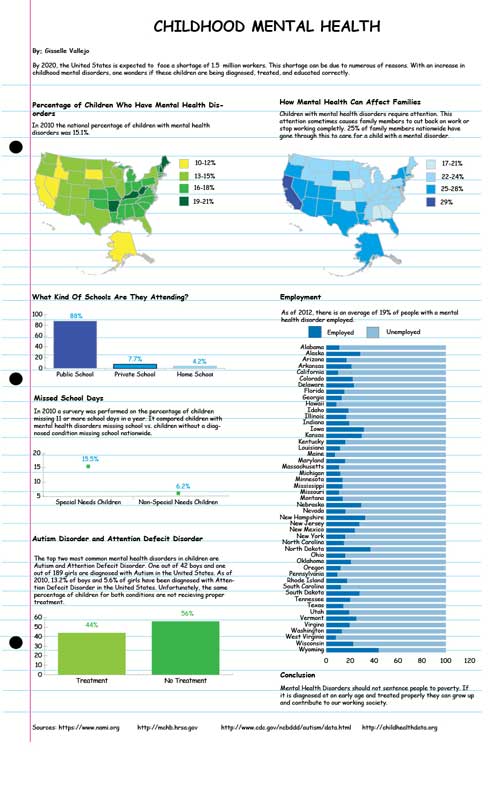 CHILDHOOD MENTAL HEALTH
By; Gisselle Vallejo
By 2020, the United States is expected to face a shortage of 1.5 million workers. This shortage can be due to numerous of reasons. With an increase in
childhood mental disorders, one wonders if these children are being diagnosed, treated, and educated correctly.
Percentage of Children Who Have Mental Health Dis-
orders
In 2010 the national percentage of children with mental
health disorders was 15.1%.
10-12%
13-15%
16-18%
19-21%
How Mental Health Can Affect Families
Children with mental health disorders require attention. This
attention sometimes causes family members to cut back on work or
stop working completly. 25% of family members nationwide have
gone through this to care for a child with a mental disorder.
17-21%
22-24%
25-28%
29%
What Kind Of Schools Are They Attending?
100
80
60
40
20
0
88%
7.7%
4.2%
Public School
Private School
Home School
Missed School Days
In 2010 a survey was performed on the percentage of children
missing 11 or more school days in a year. It compared children with
mental health disorders missing school vs. children without a diag-
nosed condition missing school nationwide.
20
15
10
5
15.5%
6.2%
Special Needs Children
Non-Special Needs Children
Autism Disorder and Attention Defecit Disorder
The top two most common mental health disorders in children are
Autism and Attention Defecit Disorder. One out of 42 boys and one
out of 189 girls are diagnosed with Autism in the United States. As of
2010, 13.2% of boys and 5.6% of girls have been diagnosed with Atten-
tion Deficit Disorder in the United States. Unfortunately, the same
percentage of children for both conditions are not recieving proper
treatment.
60
50
40
30
20
10
0
44%
56%
Treatment
No Treatment
Employment
As of 2012, there is an average of 19% of people with a mental
health disorder employed.
Employed
Unemployed
Alabama
Alaska
Arizona
Arkansas
California
Colorado
Delaware
Florida
Georgia
Hawaii
Idaho
Illinois
Indiana
Iowa
Kansas
Kentucky
Louisiana
Maine
Maryland
Massachusetts
Michigan
Minnesota
Mississippi
Missouri
Montana
Nebraska
Nevada
New Hampshire
New Jersey
New Mexico
New York
North Carolina
North Dakota
Ohio
Oklahoma
Oregon
Pennsylvania
Rhode Island
South Carolina
South Dakota
Tennessee
Texas
Utah
Vermont
Virginia
Washington
West Virginia
Wisconsin
Wyoming
0
20
40
60
80
100
120
Conclusion
Mental Health Disorders should not sentence people to poverty. If
it is diagnosed at an early age and treated properly they can grow up
and contribute to our working society.
Sources: https://www.nami.org http://mchb.hrsa.gov http://www.cdc.gov/ncbddd/autism/data.html http://childhealthdata.org